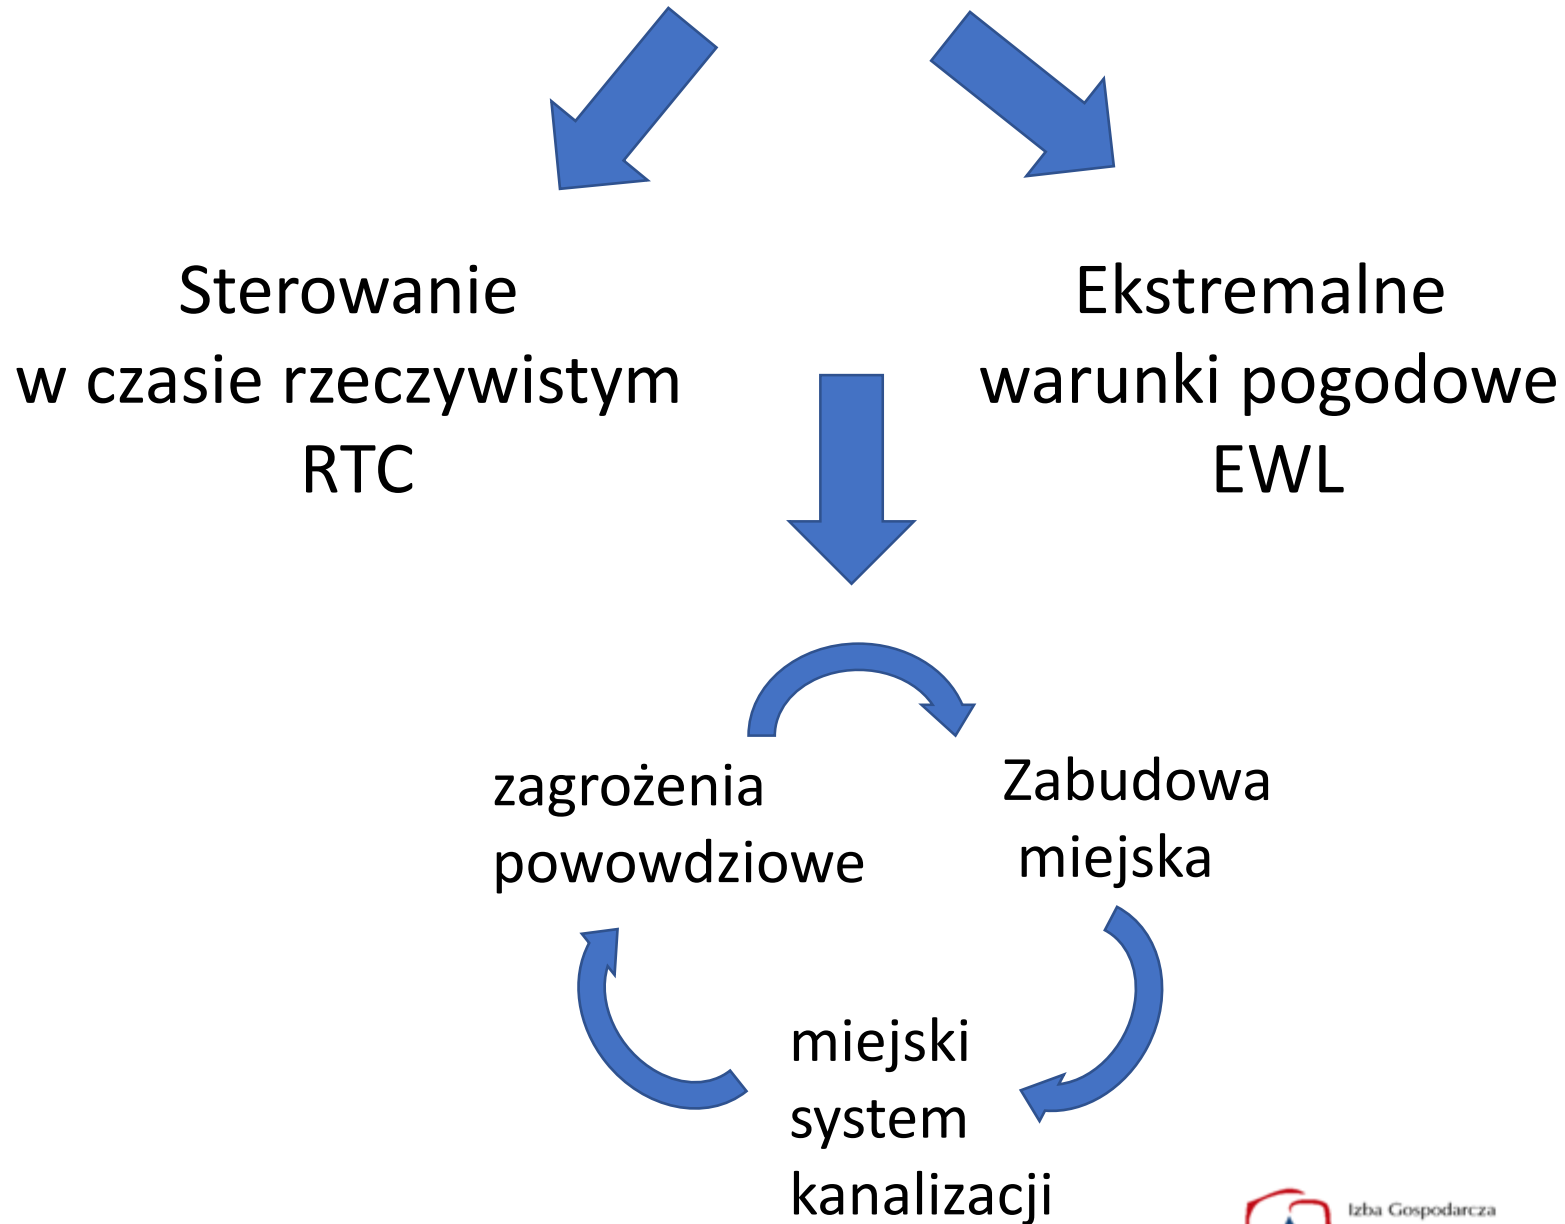 Sterowanie
w czasie rzeczywistym
RTC
Ekstremalne
warunki pogodowe
EWL
zagrożenia
powowdziowe
Zabudowa
miejska
miejski
system
kanalizacji
Izba Gospodarcza